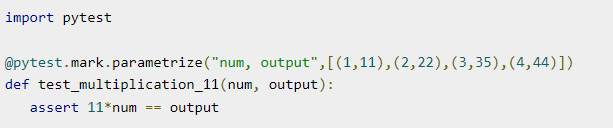 import pytest
@pytest.mark.parametrize("num, output",[(1,11),(2,22),(3,35),(4,44)])
def test_multiplication_11(num, output):
   assert 11*num == output